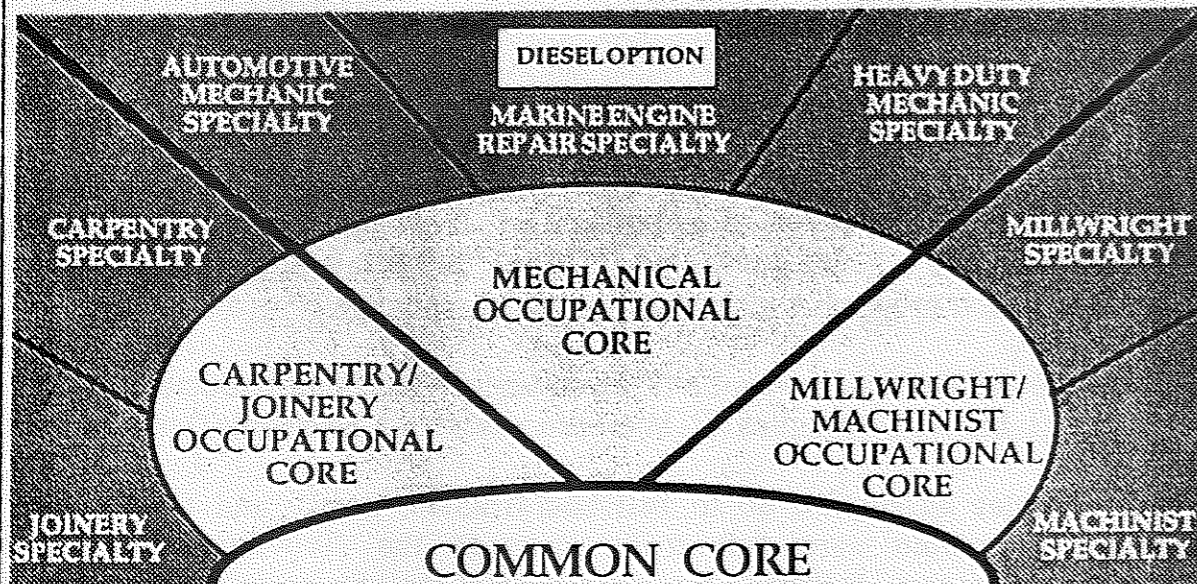 DIESEL OPTION
AUTOMOTIVE
MECHANIC
SPECIALTY
MARINE ENGINE
REPAIR SPECIALTY
HEAVY DUTY
MECHANIC
SPECIALTY
CARPENTRY
SPECIALTY
MILLWRIGHT
SPECIALTY
MECHANICAL
OCCUPATIONAL
CORE
CARPENTRY/
JOINERY
OCCUPATIONAL
CORE
MILLWRIGHT/
MACHINIST
OCCUPATIONAL
CORE
JOINERY
SPECIALTY
MACHINIST
SPECIALTY
COMMON CORE